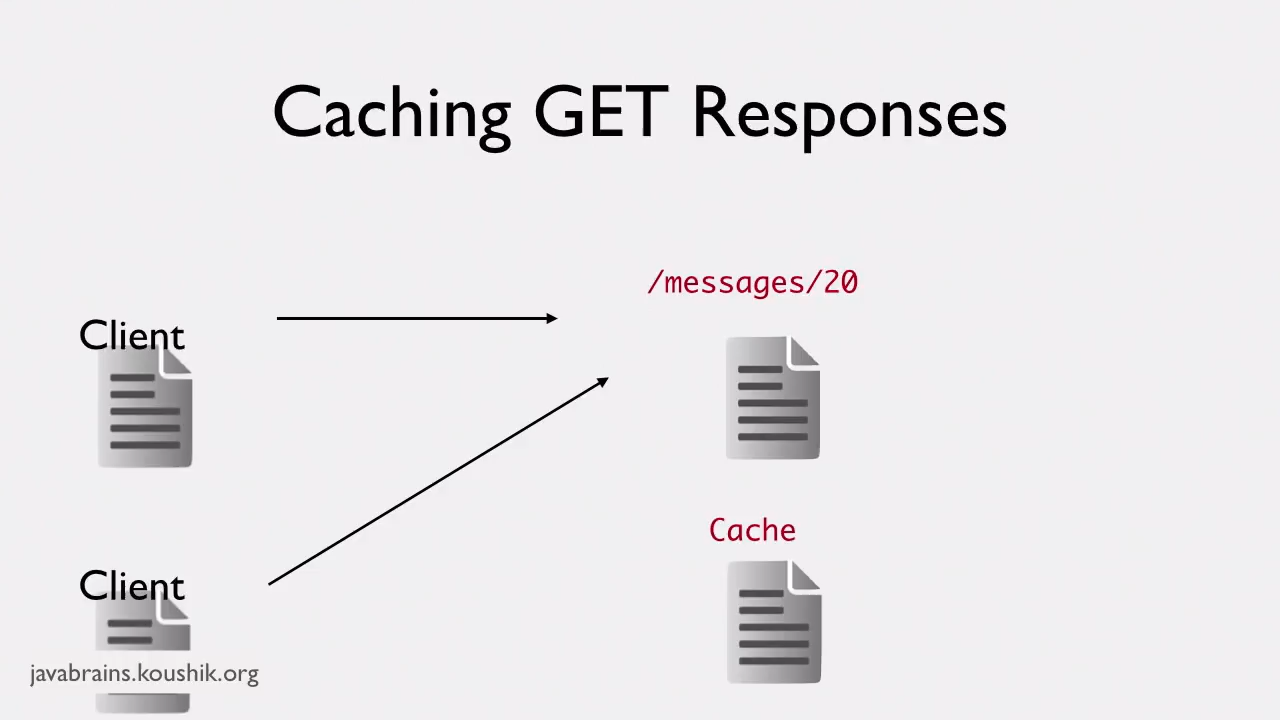 Caching GET Responses
/messages/20
Client
Cache
Client
javabrains.koushik.org